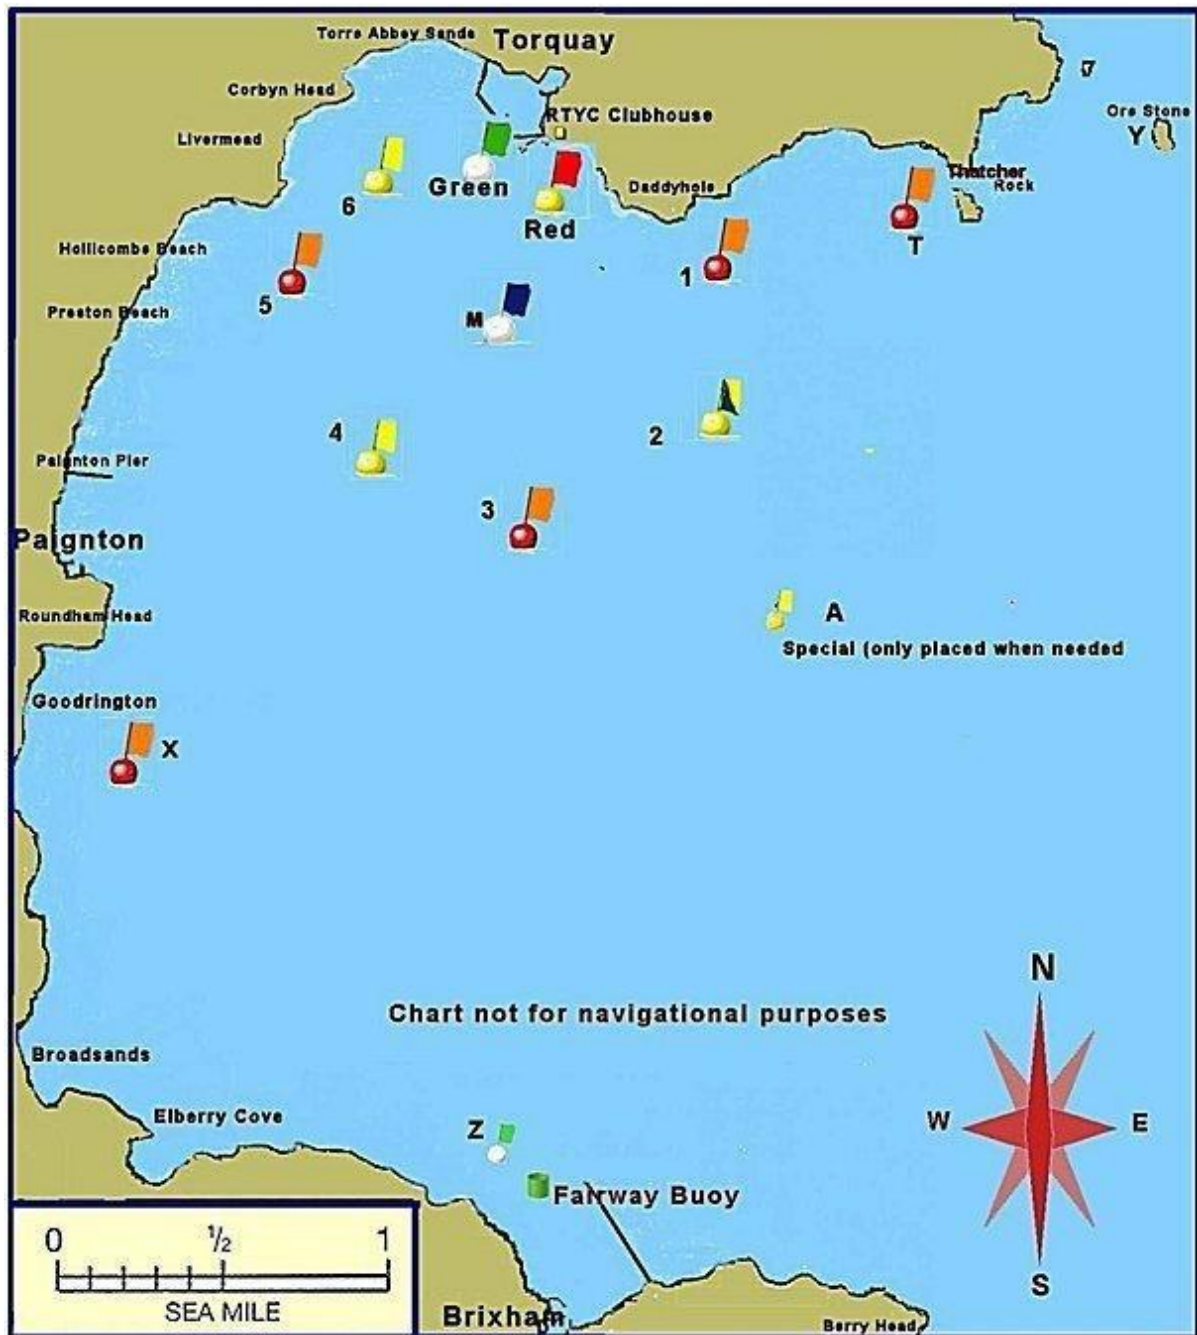 Torre Abbey Sands
Torquay
Corbyn Head
Ore Stone
RTYC Clubhouse
Livermead
Y
Green
Thatcher
Rock
Daddyhole
6
Red
T
Hollicombe Beach
1
5
Preston Beach
M
4
2
Paignton Pier
3
Paignton
Roundham Head
A
Special (only placed when needed
Goodrington
X
Chart not for navigational purposes
N
Broadsands
Elberry Cove
W
E
Z
Fairway Buoy
0 ½ 1
SEA MILE
S
Brixham
Berry Head